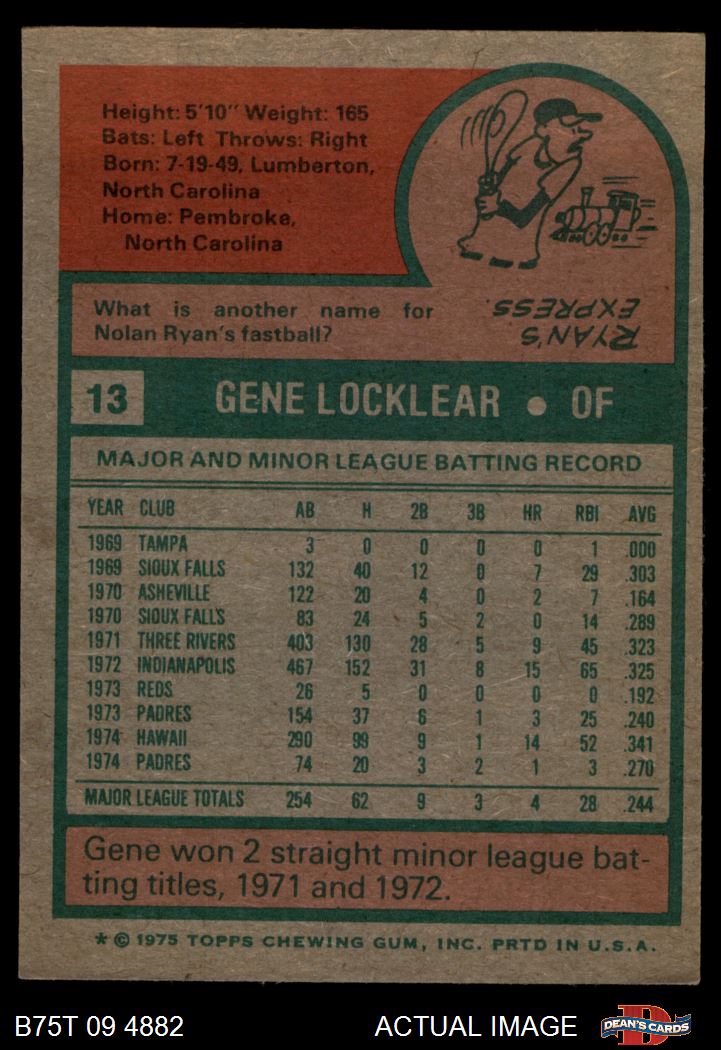 Height: 5'10" Weight: 165
Bats: Left Throws: Right
Born: 7-19-49, Lumberton,
North Carolina
Home: Pembroke,
North Carolina
What is another name for
Nolan Ryan's fastball?
RYAN'S
EXPRESS.
13 GENE LOCKLEAR • OF
MAJOR AND MINOR LEAGUE BATTING RECORD
YEAR CLUB AB H 2B 3B HR RBI AVG
1969 TAMPA 3 0 0 0 0 1 .000
1969 SIOUX FALLS 132 40 12 0 7 29 .303
1970 ASHEVILLE 122 20 4 0 2 7 .164
1970 SIOUX FALLS 83 24 5 2 0 14 .289
1971 THREE RIVERS 403 130 28 5 9 45 .323
1972 INDIANAPOLIS 467 152 31 8 15 65 .325
1973 REDS 26 5 0 0 0 0 .192
1973 PADRES 154 37 6 1 3 25 .240
1974 HAWAII 290 99 9 1 14 52 .341
1974 PADRES 74 20 3 2 1 3 .270
MAJOR LEAGUE TOTALS 254 62 9 3 4 28 .244
Gene won 2 straight minor league bat-
ting titles, 1971 and 1972.
* © 1975 TOPPS CHEWING GUM, INC. PRTD IN U.S.A.
B75T 09 4882 ACTUAL IMAGE D DEAN'S CARDS